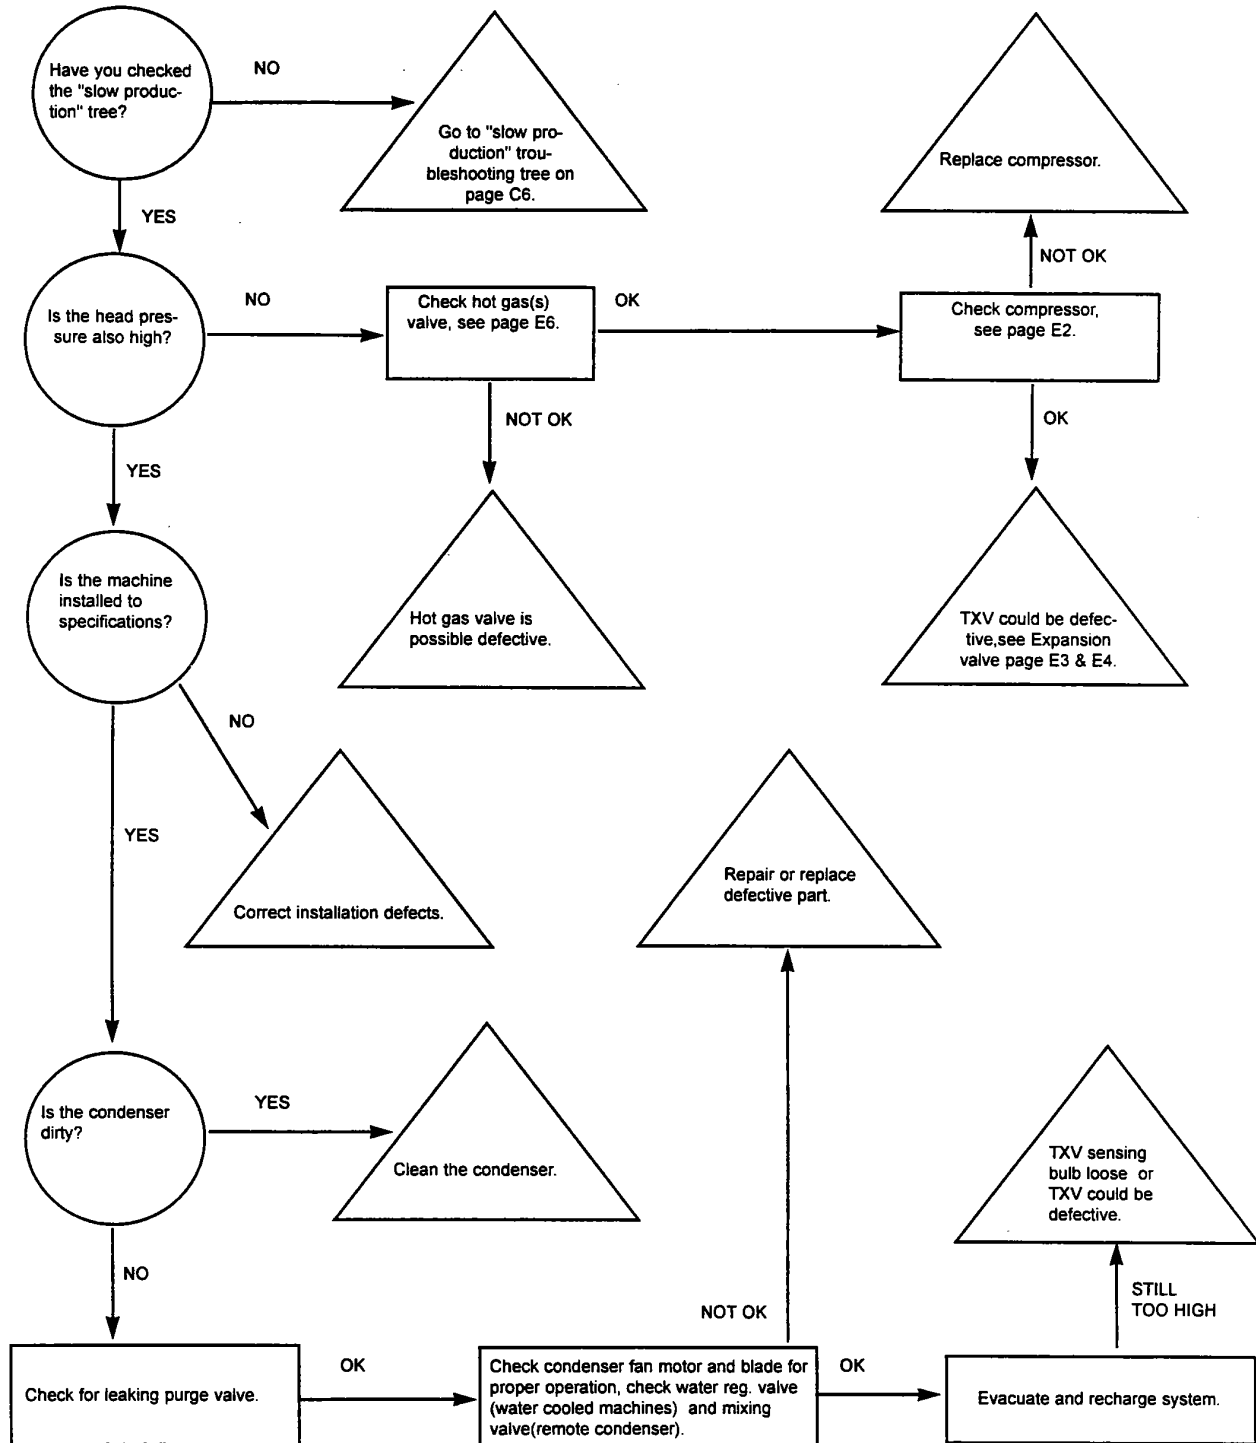 Have you checked
the "slow produc-
tion" tree?
NO
Go to "slow pro-
duction" trou-
bleshooting tree on
page C6.
Replace compressor.
YES
NOT OK
Is the head pres-
sure also high?
NO
Check hot gas(s)
valve, see page E6.
OK
Check compressor,
see page E2.
NOT OK
OK
YES
Is the machine
installed to
specifications?
Hot gas valve is
possible defective.
TXV could be defec-
tive,see Expansion
valve page E3 & E4.
NO
YES
Correct installation defects.
Repair or replace
defective part.
Is the condenser
dirty?
YES
Clean the condenser.
TXV sensing
bulb loose or
TXV could be
defective.
NO
NOT OK
STILL
TOO HIGH
Check for leaking purge valve.
OK
Check condenser fan motor and blade for
proper operation, check water reg. valve
(water cooled machines) and mixing
valve(remote condenser).
OK
Evacuate and recharge system.